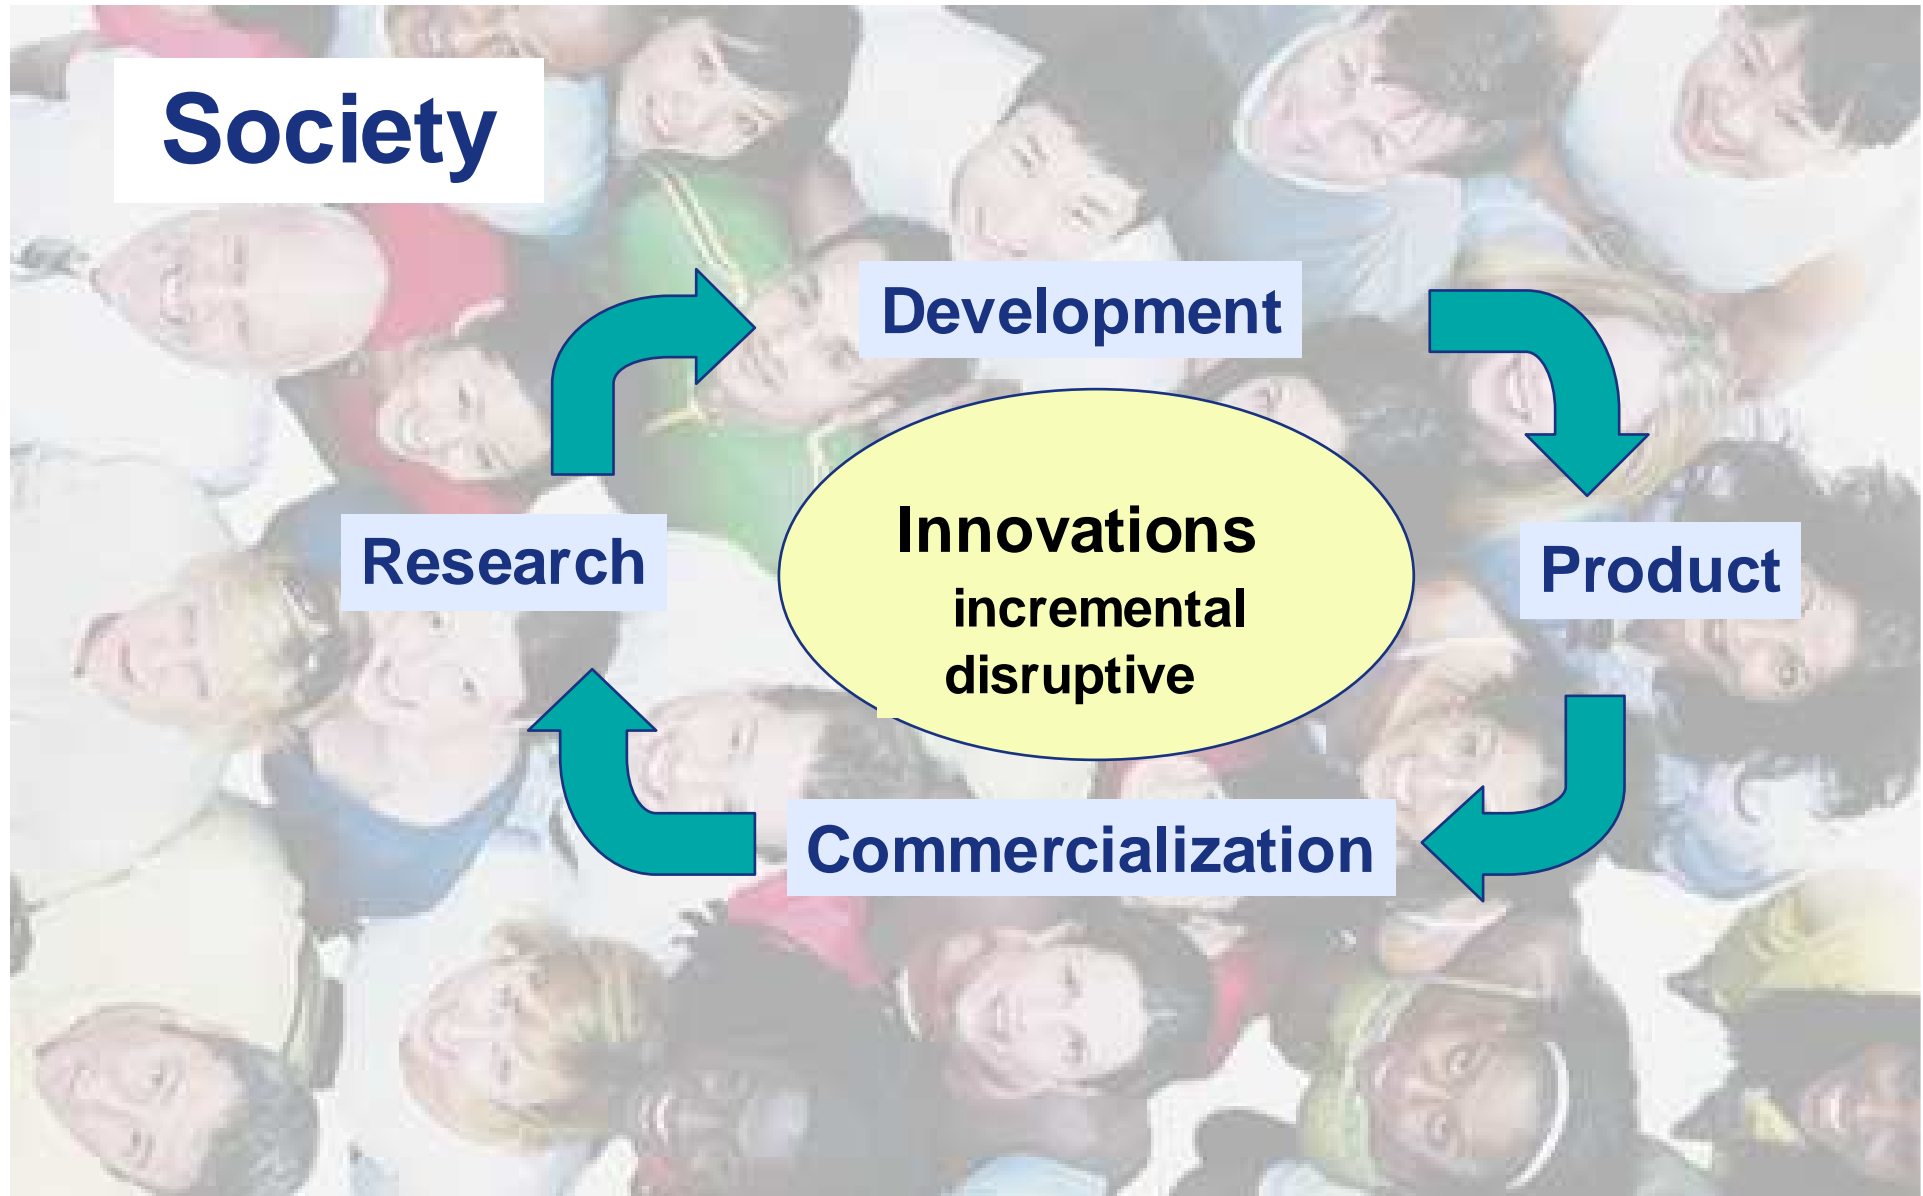 Society
Development
Innovations
incremental
disruptive
Research
Product
Commercialization